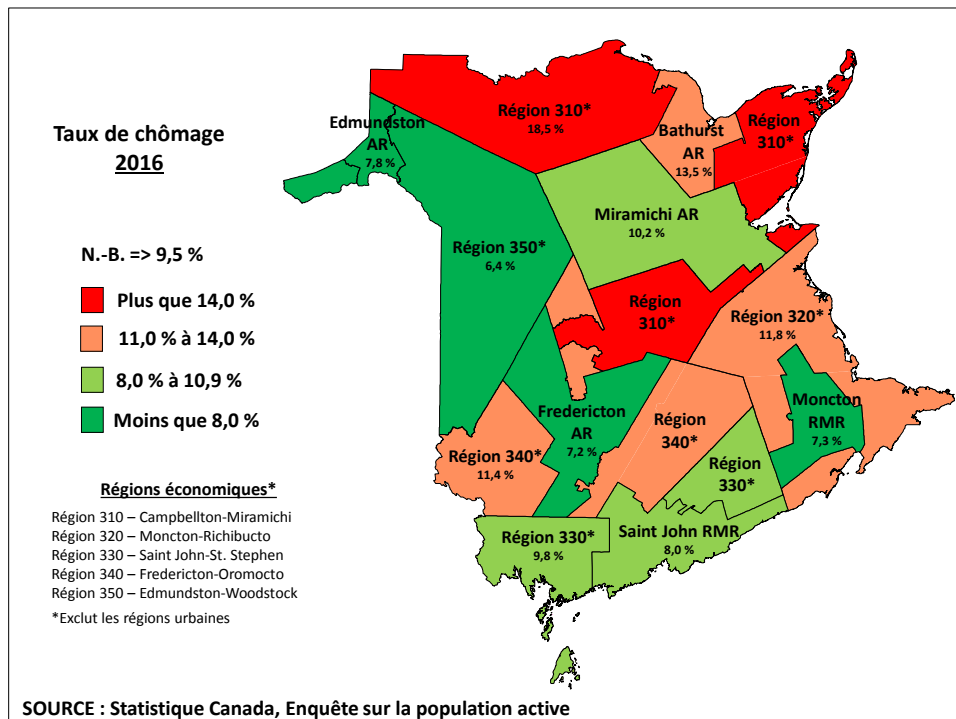 Taux de chômage
2016
N.-B. => 9,5 %
Plus que 14,0 %
11,0 % à 14,0 %
8,0 % à 10,9 %
Moins que 8,0 %
Régions économiques*
Région 310 – Campbellton-Miramichi
Région 320 – Moncton-Richibucto
Région 330 – Saint John-St. Stephen
Région 340 – Fredericton-Oromocto
Région 350 – Edmundston-Woodstock
*Exclut les régions urbaines
Région 310*
18,5 %
Edmundston
AR
7,8 %
Bathurst
AR
13,5 %
Région
310*
Miramichi AR
10,2 %
Région 350*
6,4 %
Région
310*
Région 320*
11,8 %
Moncton
RMR
7,3 %
Fredericton
AR
7,2 %
Région
340*
Région 340*
11,4 %
Région
330*
Région 330*
9,8 %
Saint John RMR
8,0 %
SOURCE : Statistique Canada, Enquête sur la population active